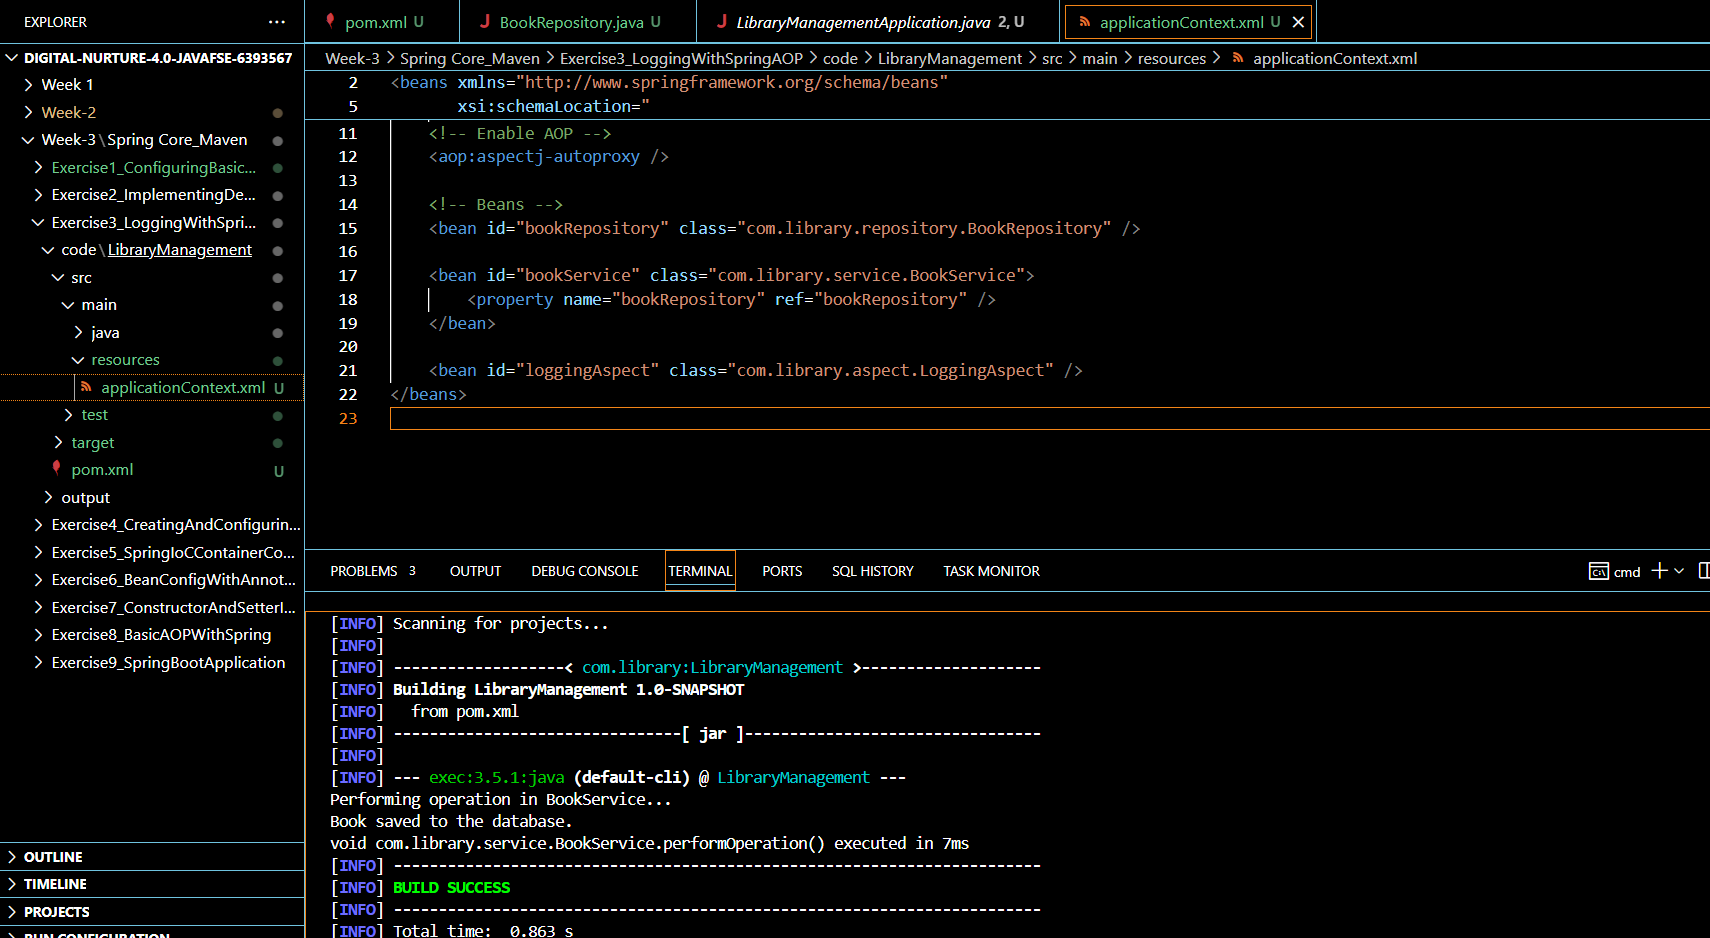 EXPLORER ···
DIGITAL-NURTURE-4.0-JAVAFSE-6393567
Week 1
Week-2
Week-3\Spring Core_Maven
Exercise1_ConfiguringBasic...
Exercise2_ImplementingDe...
Exercise3_LoggingWithSpri...
code\LibraryManagement
src
main
java
resources
applicationContext.xml U
test
target
pom.xml U
output
Exercise4_CreatingAndConfigurin...
Exercise5_SpringIoCContainerCo...
Exercise6_BeanConfigWithAnnot...
Exercise7_ConstructorAndSetterI...
Exercise8_BasicAOPWithSpring
Exercise9_SpringBootApplication
OUTLINE
TIMELINE
PROJECTS
RUN CONFIGURATION
pom.xml U BookRepository.java U LibraryManagementApplication.java 2, U applicationContext.xml U
Week-3 > Spring Core_Maven > Exercise3_LoggingWithSpringAOP > code > LibraryManagement > src > main > resources > applicationContext.xml
2 <beans xmlns="http://www.springframework.org/schema/beans"
5 xsi:schemaLocation="
11 <!-- Enable AOP -->
12 <aop:aspectj-autoproxy />
13
14 <!-- Beans -->
15 <bean id="bookRepository" class="com.library.repository.BookRepository" />
16
17 <bean id="bookService" class="com.library.service.BookService">
18 <property name="bookRepository" ref="bookRepository" />
19 </bean>
20
21 <bean id="loggingAspect" class="com.library.aspect.LoggingAspect" />
22 </beans>
23
PROBLEMS 3 OUTPUT DEBUG CONSOLE TERMINAL PORTS SQL HISTORY TASK MONITOR cmd
[INFO] Scanning for projects...
[INFO]
[INFO] -------------------< com.library:LibraryManagement >--------------------
[INFO] Building LibraryManagement 1.0-SNAPSHOT
[INFO]   from pom.xml
[INFO] --------------------------------[ jar ]---------------------------------
[INFO]
[INFO] --- exec:3.5.1:java (default-cli) @ LibraryManagement ---
Performing operation in BookService...
Book saved to the database.
void com.library.service.BookService.performOperation() executed in 7ms
[INFO] ------------------------------------------------------------------------
[INFO] BUILD SUCCESS
[INFO] ------------------------------------------------------------------------
[INFO] Total time:  0.863 s